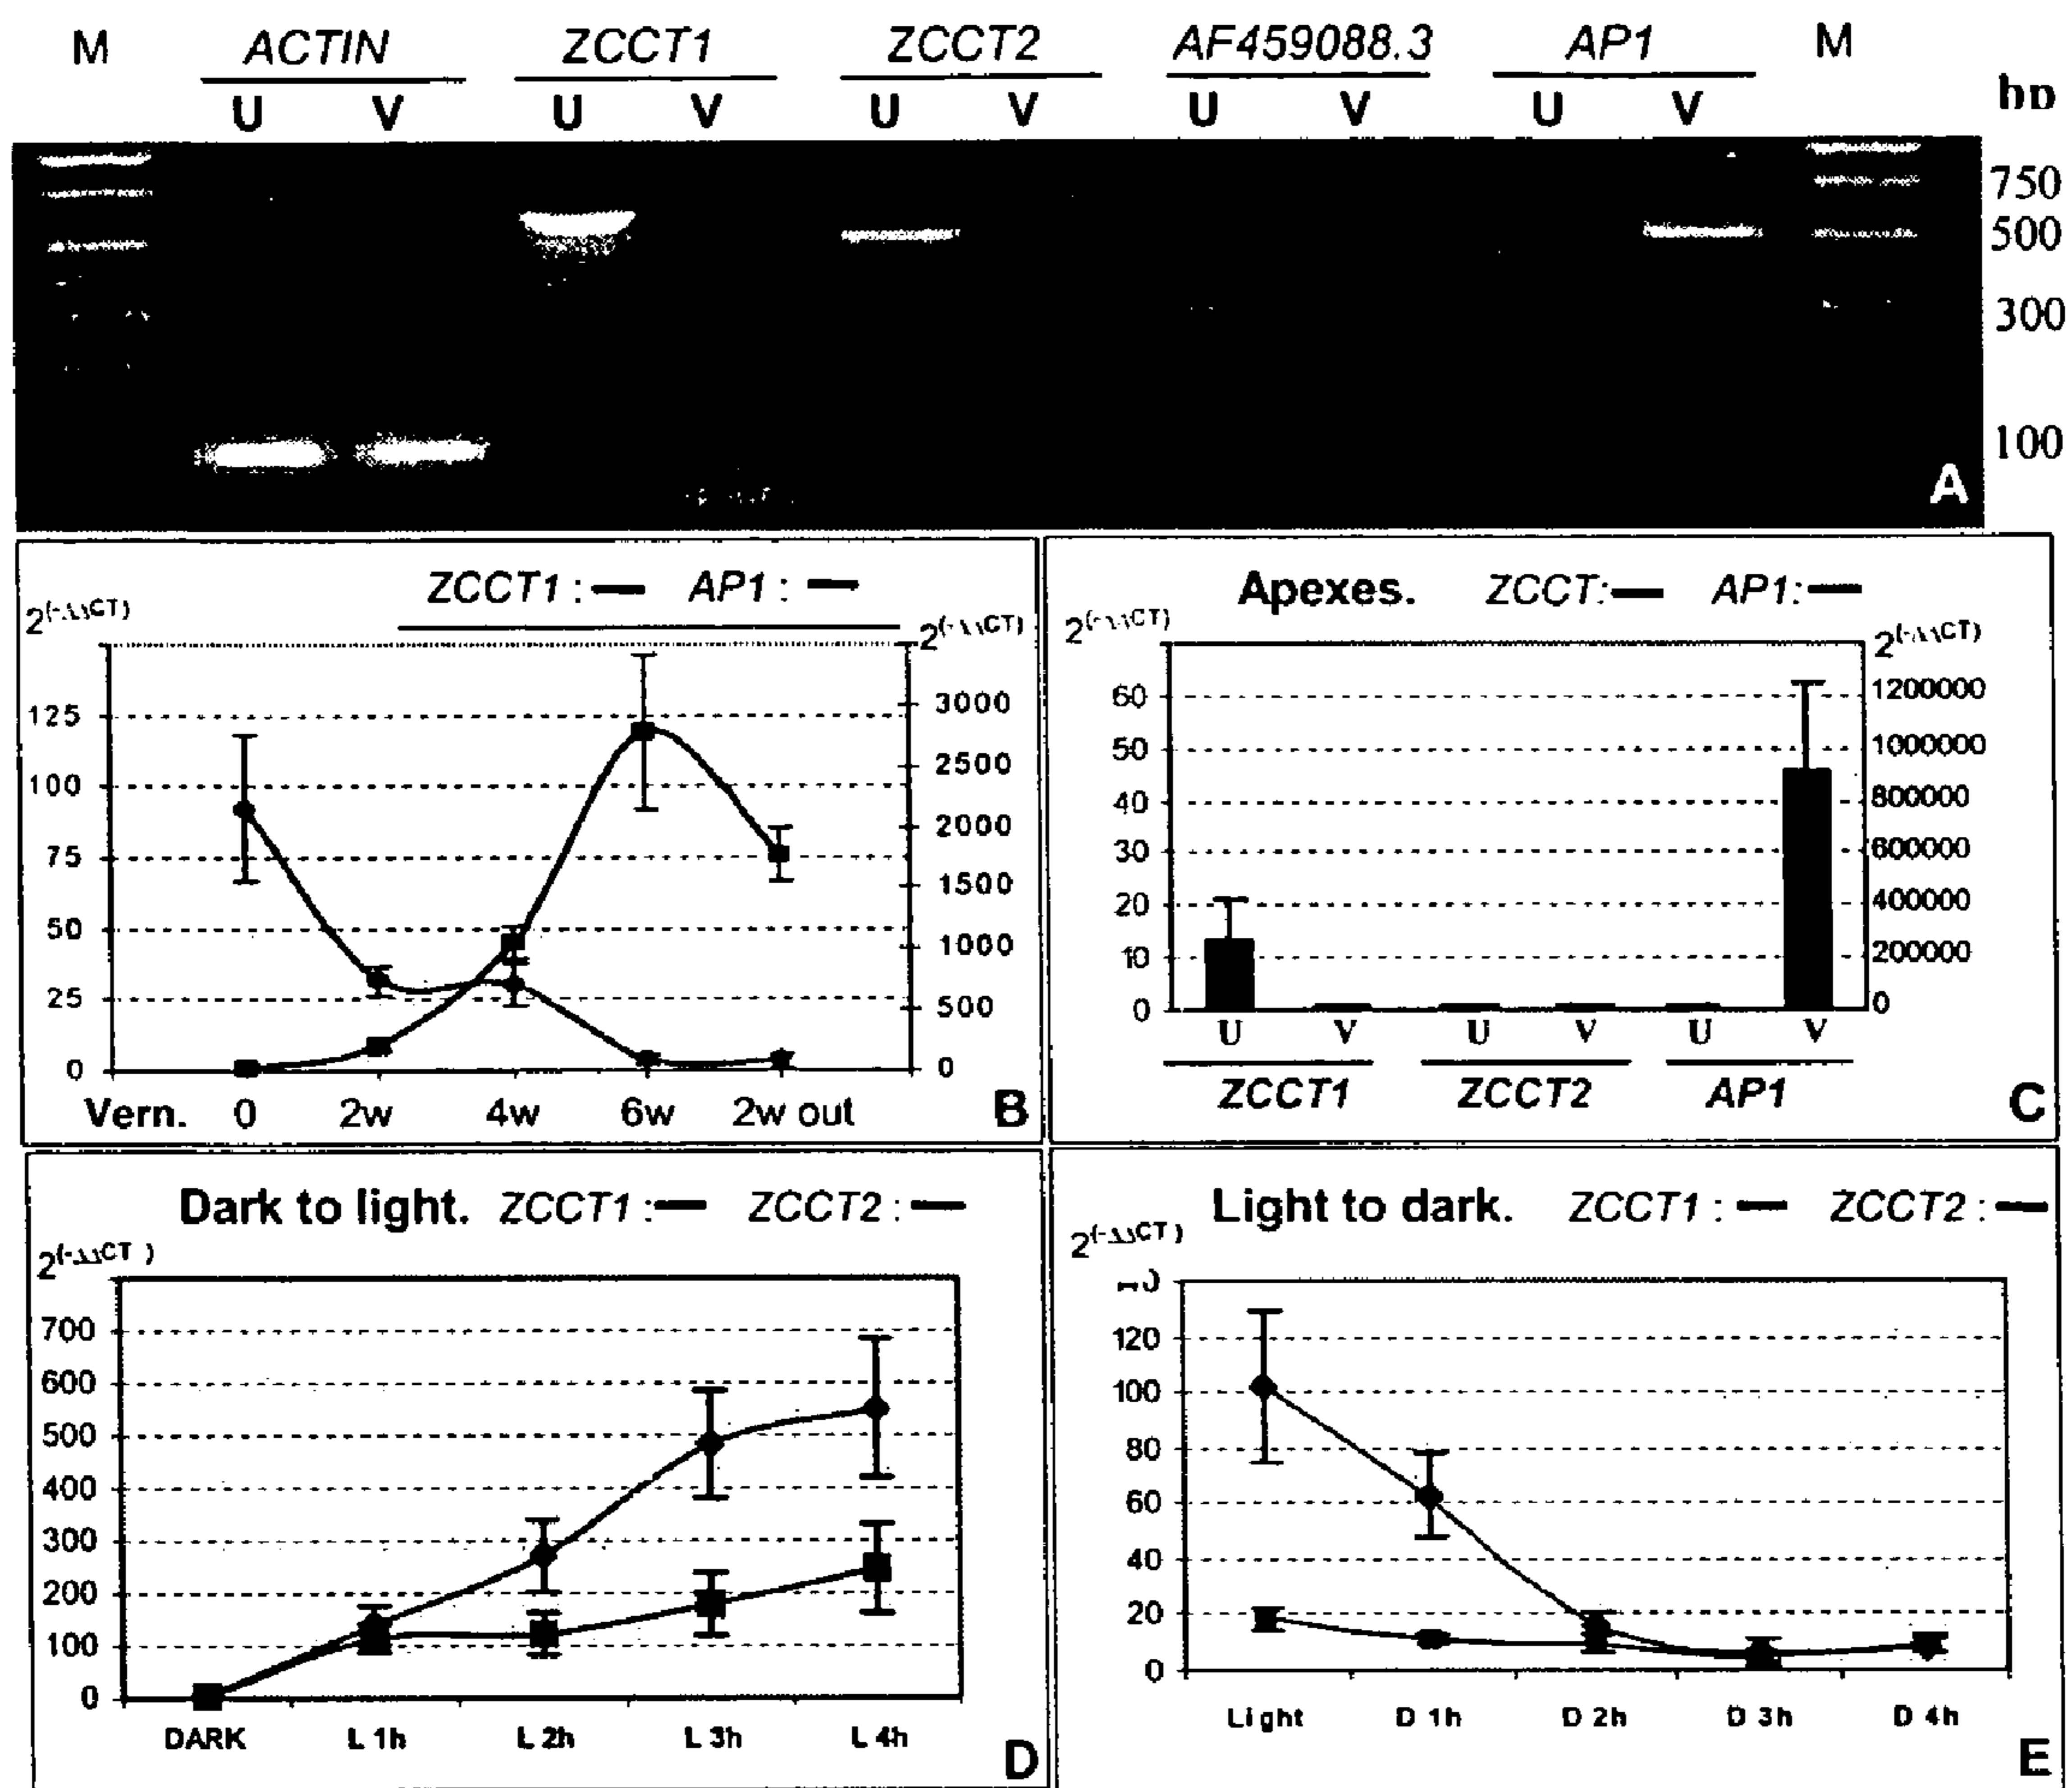 M ACTIN ZCCT1 ZCCT2 AF459088.3 AP1 M
U V U V U V U V U V bp
750
500
300
100
A
ZCCT1 : AP1 :
125
100
75
50
25
0
3000
2500
2000
1500
1000
500
0
Vern. 0 2w 4w 6w 2w out
B
Apexes. ZCCT: AP1:
60
50
40
30
20
10
0
1200000
1000000
800000
600000
400000
200000
0
U V U V U V
ZCCT1 ZCCT2 AP1
C
Dark to light. ZCCT1 : ZCCT2 :
700
600
500
400
300
200
100
0
DARK L 1h L 2h L 3h L 4h
D
Light to dark. ZCCT1 : ZCCT2 :
120
100
80
60
40
20
0
Light D 1h D 2h D 3h D 4h
E